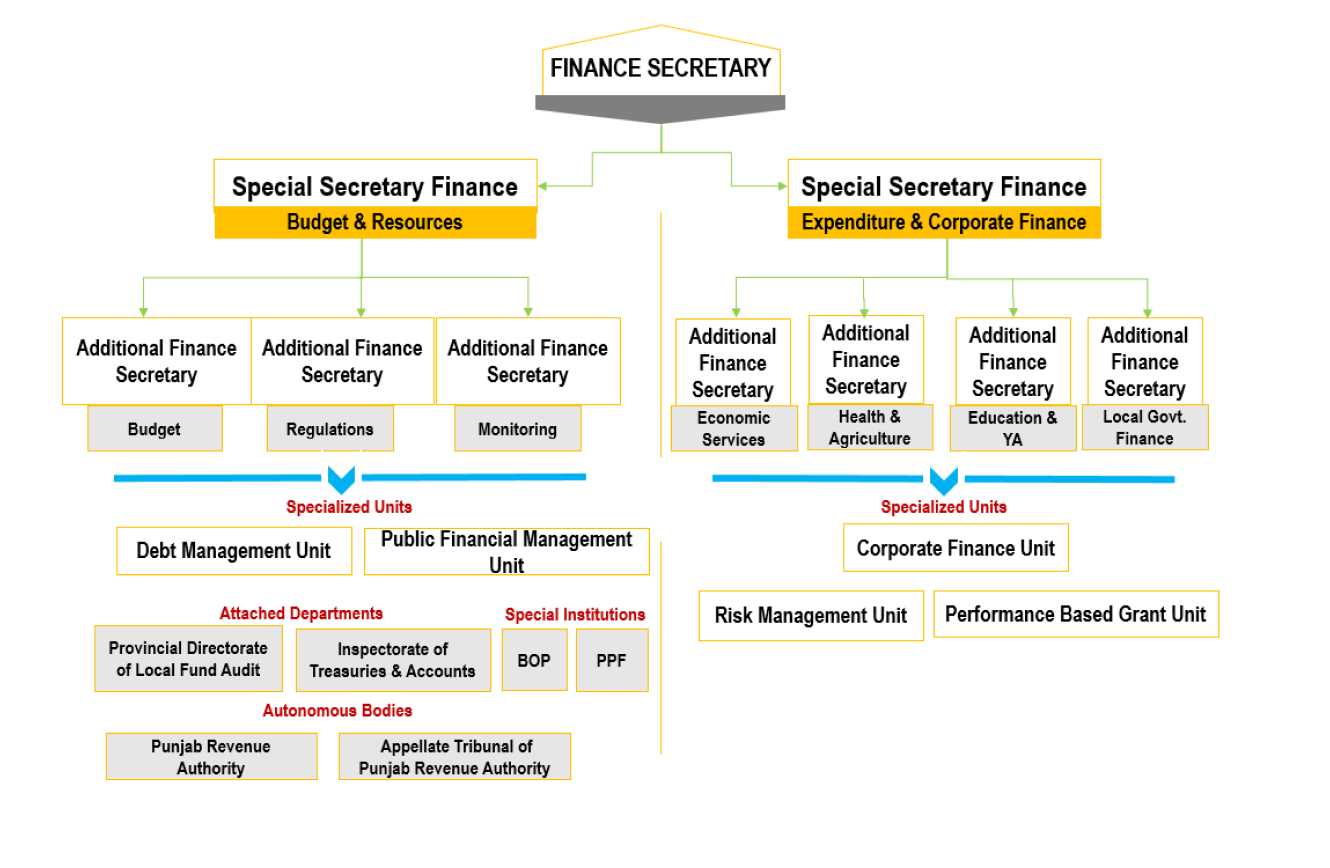 FINANCE SECRETARY
Special Secretary Finance
Budget & Resources
Special Secretary Finance
Expenditure & Corporate Finance
Additional Finance
Secretary
Budget
Additional Finance
Secretary
Regulations
Additional Finance
Secretary
Monitoring
Additional
Finance
Secretary
Economic
Services
Additional
Finance
Secretary
Health &
Agriculture
Additional
Finance
Secretary
Education &
YA
Additional
Finance
Secretary
Local Govt.
Finance
Specialized Units
Debt Management Unit
Public Financial Management
Unit
Attached Departments
Provincial Directorate
of Local Fund Audit
Inspectorate of
Treasuries & Accounts
Special Institutions
BOP
PPF
Autonomous Bodies
Punjab Revenue
Authority
Appellate Tribunal of
Punjab Revenue Authority
Specialized Units
Corporate Finance Unit
Risk Management Unit
Performance Based Grant Unit